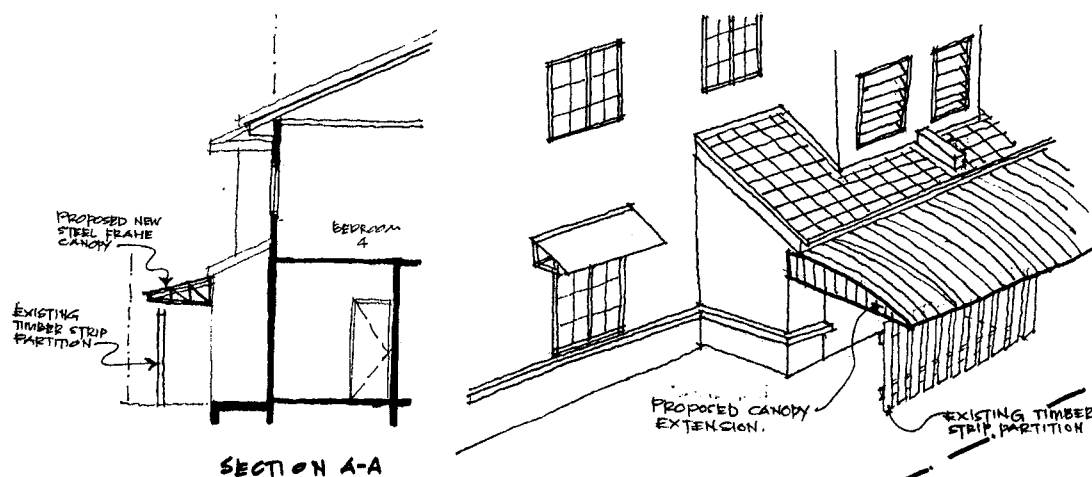 PROPOSED NEW
STEEL FRAME
CANOPY
BEDROOM
4
EXISTING
TIMBER STRIP
PARTITION
SECTION A-A
PROPOSED CANOPY
EXTENSION.
EXISTING TIMBER
STRIP PARTITION